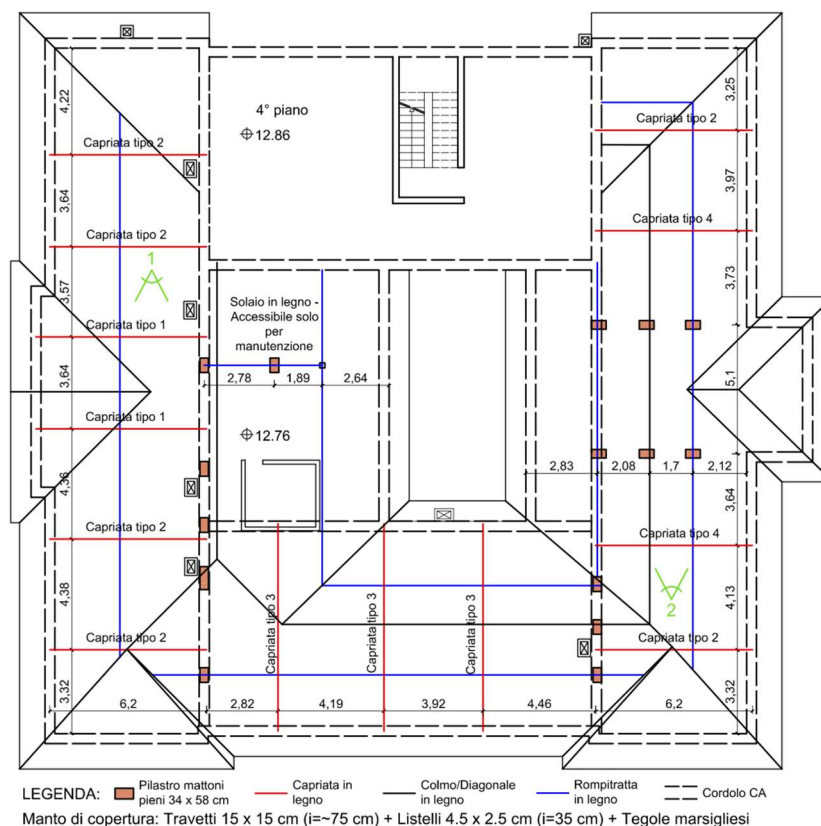 3,25
4,22
4° piano
12.86
Capriata tipo 2
Capriata tipo 2
3,64
3,97
Capriata tipo 4
Capriata tipo 2
1
3,57
3,73
Solaio in legno -
Accessibile solo
per
manutenzione
Capriata tipo 1
2,78
1,89
2,64
3,64
5,1
Capriata tipo 1
12.76
4,36
2,83
2,08
1,7
2,12
3,64
Capriata tipo 2
Capriata tipo 4
4,38
4,13
2
Capriata tipo 3
Capriata tipo 3
Capriata tipo 3
Capriata tipo 2
Capriata tipo 2
3,32
3,32
6,2
2,82
4,19
3,92
4,46
6,2
LEGENDA:
Pilastro mattoni
pieni 34 x 58 cm
Capriata in
legno
Colmo/Diagonale
in legno
Rompitratta
in legno
Cordolo CA
Manto di copertura: Travetti 15 x 15 cm (i=~75 cm) + Listelli 4.5 x 2.5 cm (i=35 cm) + Tegole marsigliesi